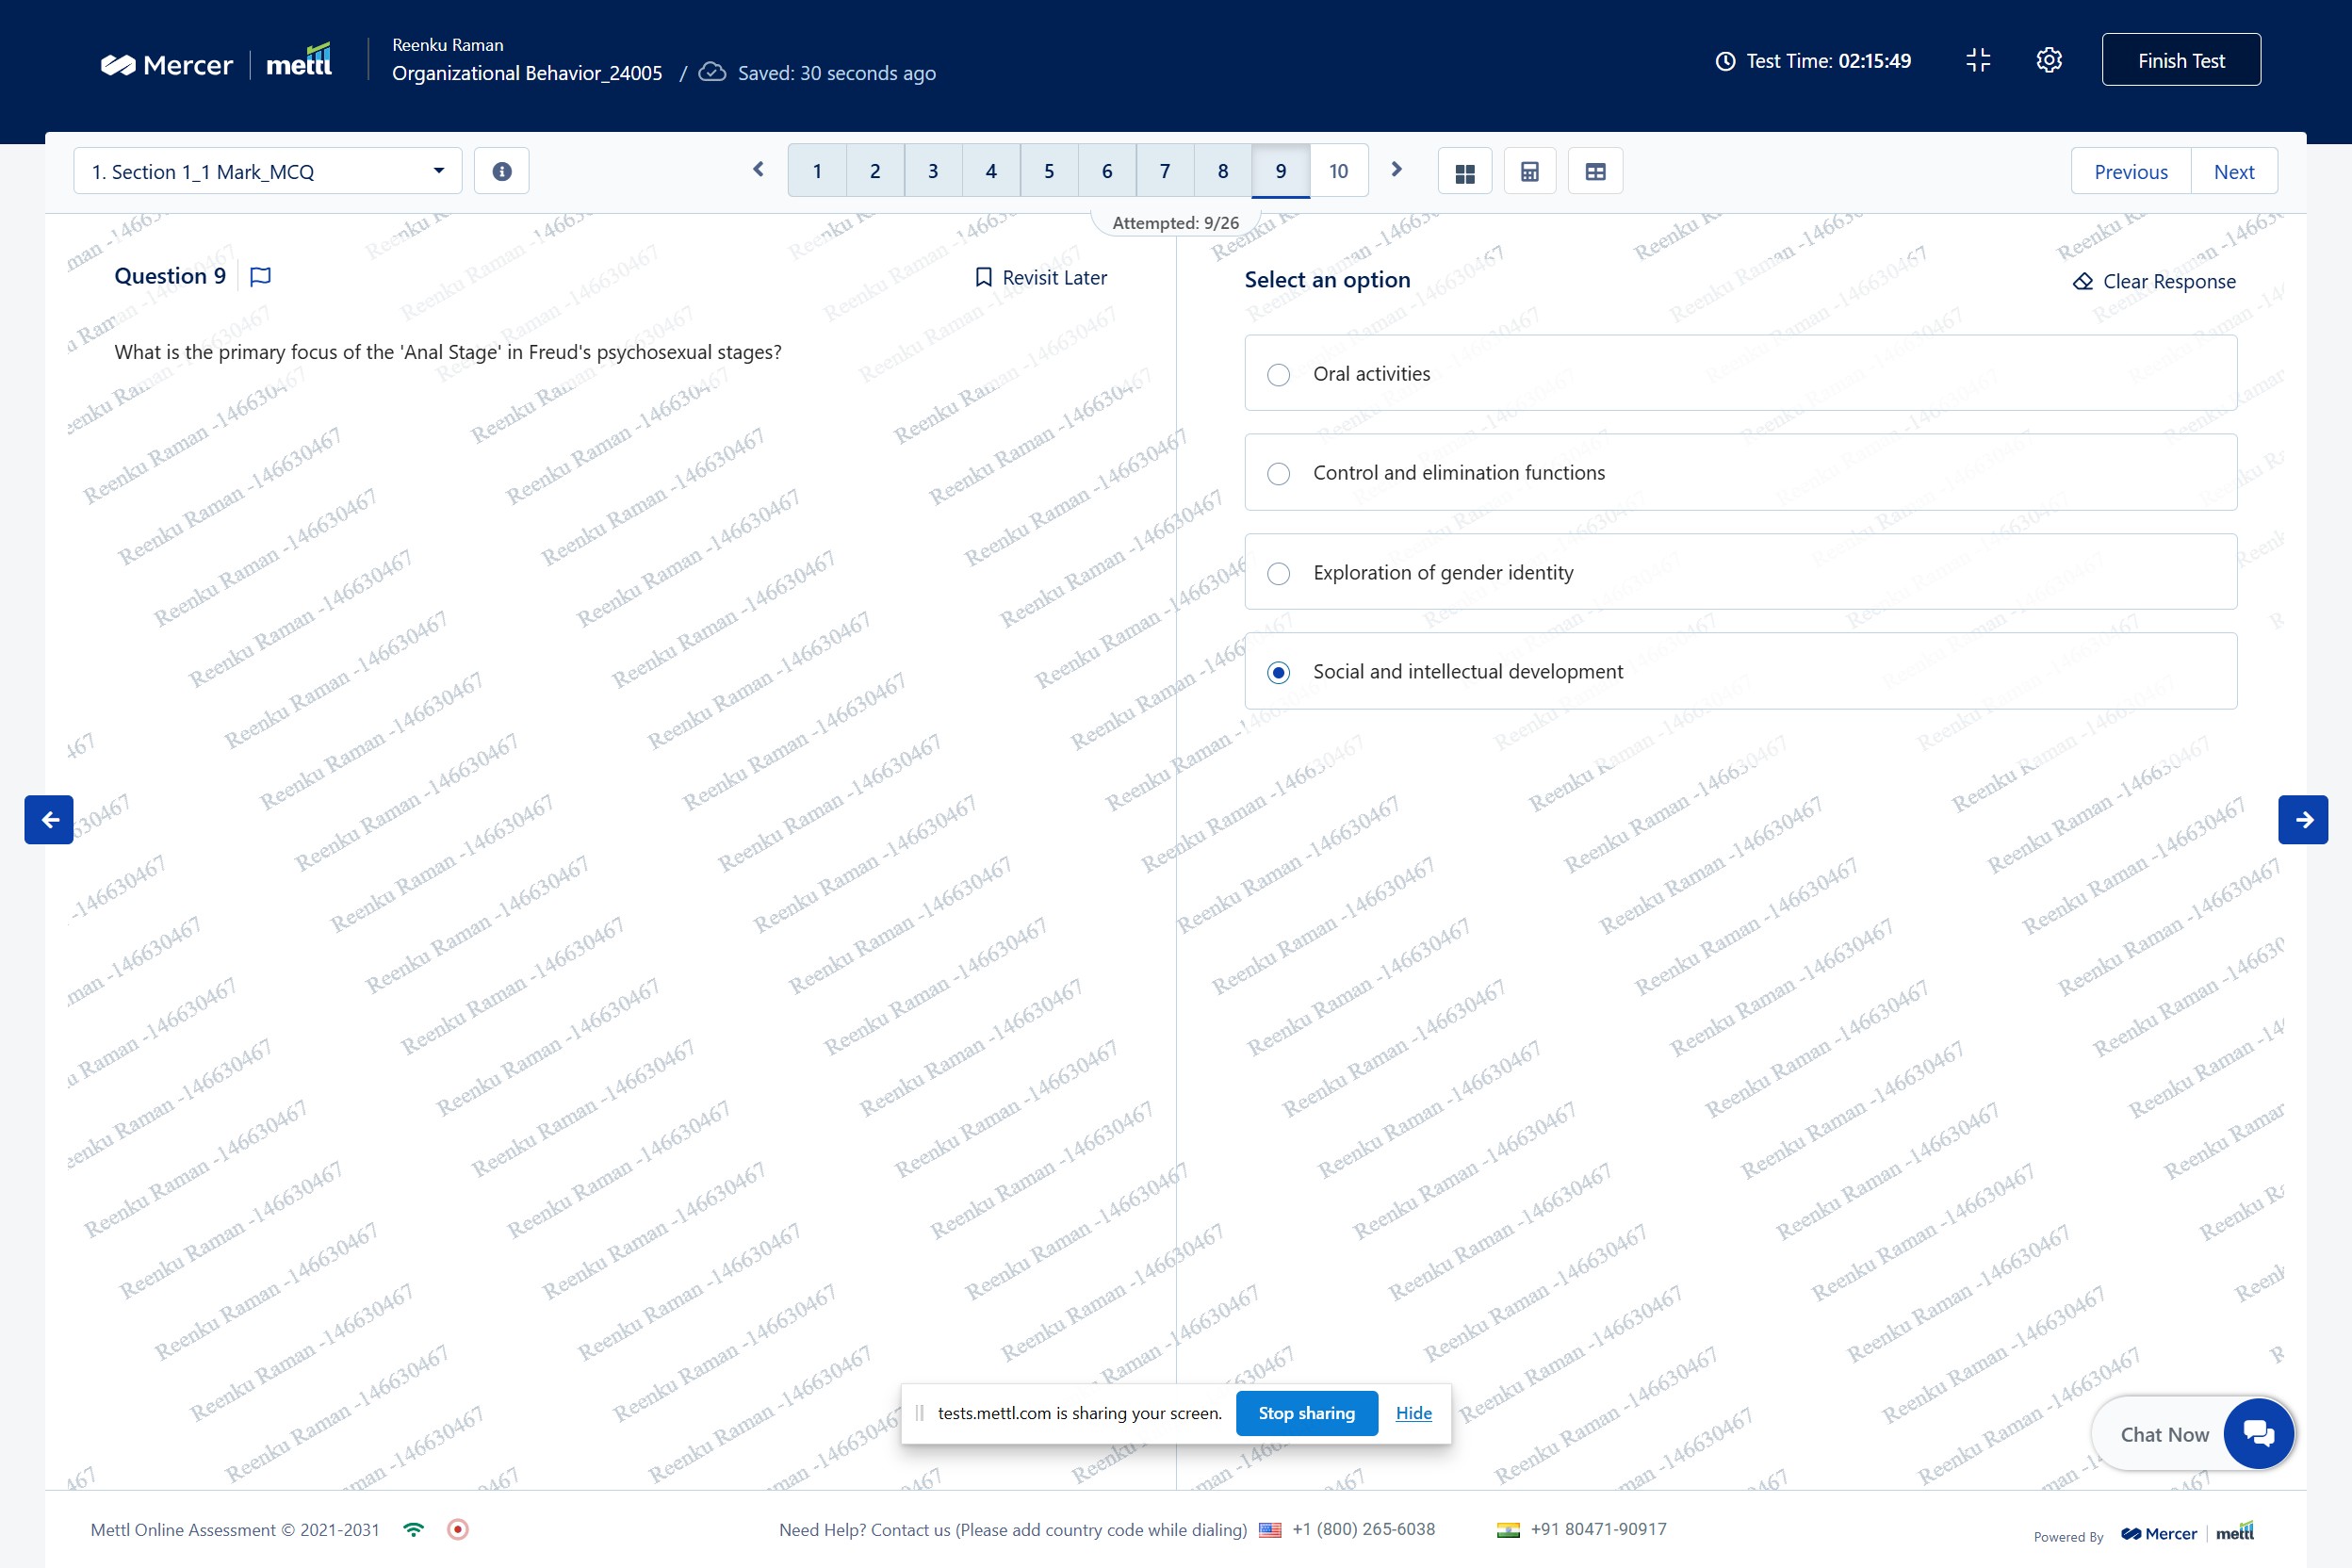 Mercer | mettl
Reenku Raman
Organizational Behavior_24005 / Saved: 30 seconds ago
Test Time: 02:15:49
Finish Test
1. Section 1_1 Mark_MCQ
1 2 3 4 5 6 7 8 9 10
Previous Next
Attempted: 9/26
Question 9
Revisit Later
What is the primary focus of the 'Anal Stage' in Freud's psychosexual stages?
Select an option
Clear Response
Oral activities
Control and elimination functions
Exploration of gender identity
Social and intellectual development
Reenku Raman -146630467
tests.mettl.com is sharing your screen. Stop sharing Hide
Chat Now
Mettl Online Assessment © 2021-2031
Need Help? Contact us (Please add country code while dialing) +1 (800) 265-6038 +91 80471-90917
Powered By Mercer | mettl